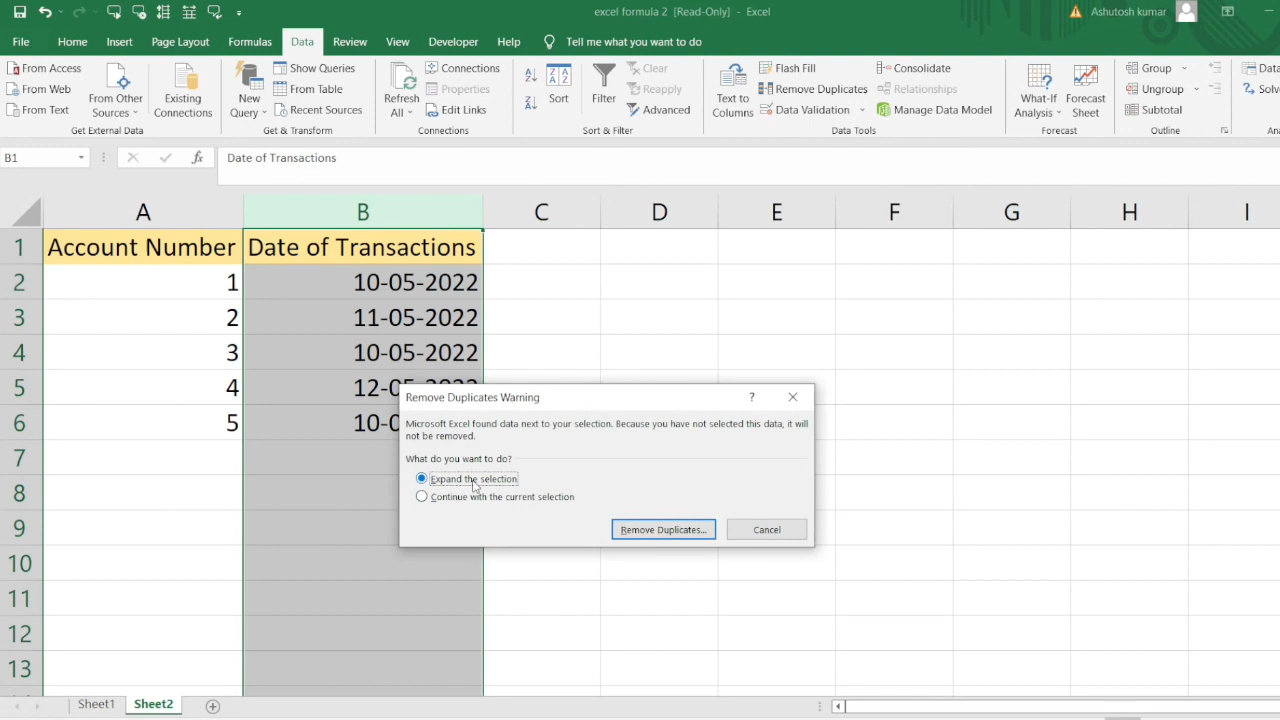 excel formula 2 [Read-Only] - Excel
Ashutosh kumar
File Home Insert Page Layout Formulas Data Review View Developer Help Tell me what you want to do
From Access
From Web
From Text
From Other Sources
Existing Connections
Get External Data
New Query
Show Queries
From Table
Recent Sources
Get & Transform
Refresh All
Connections
Properties
Edit Links
Connections
Sort
Filter
Clear
Reapply
Advanced
Sort & Filter
Text to Columns
Flash Fill
Remove Duplicates
Data Validation
Consolidate
Relationships
Manage Data Model
Data Tools
What-If Analysis
Forecast Sheet
Forecast
Group
Ungroup
Subtotal
Outline
B1
fx
Date of Transactions
A B C D E F G H I
1 Account Number Date of Transactions
2 1 10-05-2022
3 2 11-05-2022
4 3 10-05-2022
5 4
6 5
7
8
9
10
11
12
13
Remove Duplicates Warning
?
Microsoft Excel found data next to your selection. Because you have not selected this data, it will
not be removed.
What do you want to do?
Expand the selection
Continue with the current selection
Remove Duplicates...
Cancel
Sheet1 Sheet2